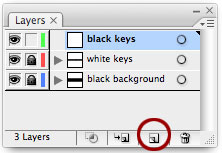 Layers
black keys
white keys
black background
3 Layers